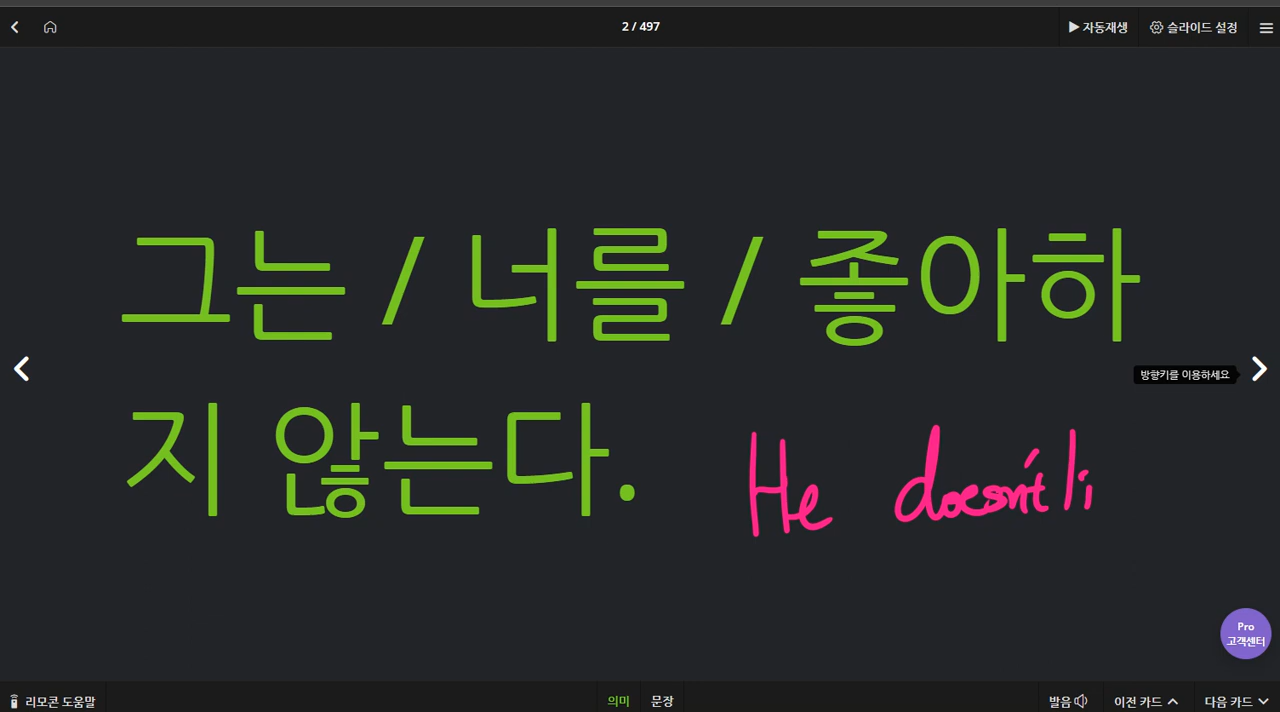 2 / 497
자동재생
슬라이드 설정
그는 / 너를 / 좋아하
지 않는다.
방향키를 이용하세요
He doesn't li
Pro
고객센터
리모콘 도움말
의미
문장
발음
이전 카드
다음 카드